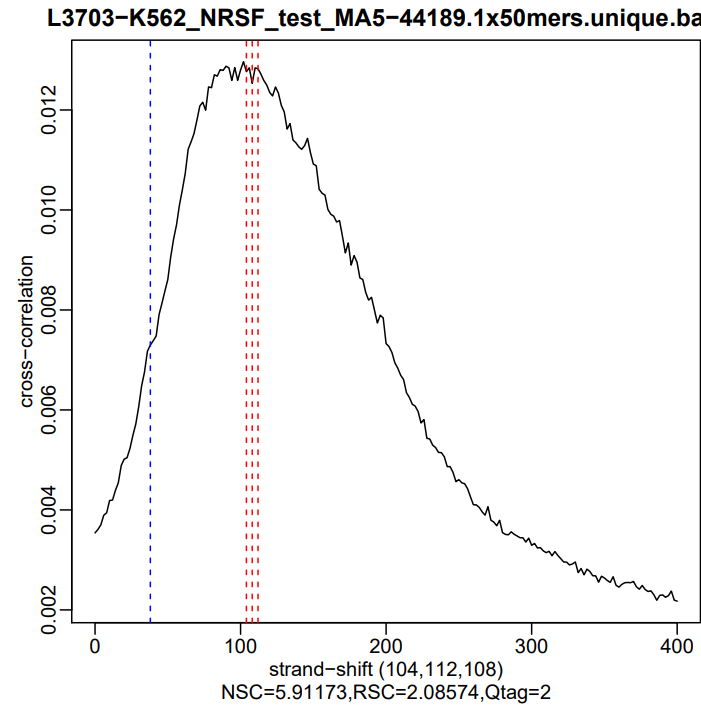 L3703−K562_NRSF_test_MA5−44189.1x50mers.unique.ba
cross−correlation
0.012
0.010
0.008
0.006
0.004
0.002
0 100 200 300 400
strand−shift (104,112,108)
NSC=5.91173,RSC=2.08574,Qtag=2